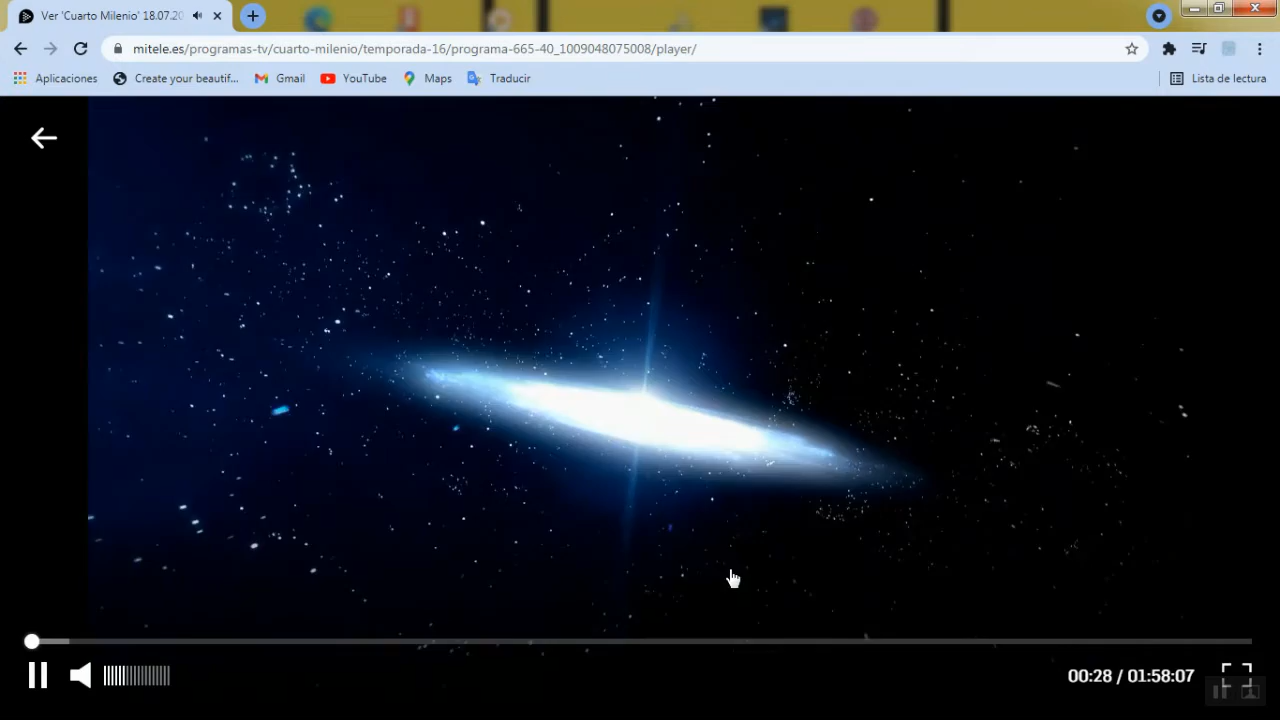 Ver 'Cuarto Milenio' 18.07.20
mitele.es/programas-tv/cuarto-milenio/temporada-16/programa-665-40_1009048075008/player/
Aplicaciones Create your beautif... Gmail YouTube Maps Traducir Lista de lectura
00:28 / 01:58:07